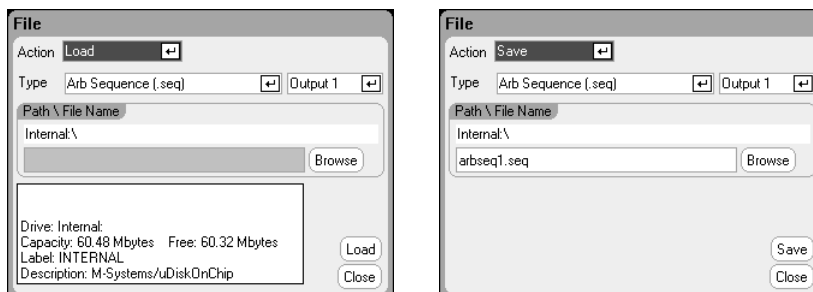 File
Action Load
Type Arb Sequence (.seq) Output 1
Path \ File Name
Internal:\
Browse
Drive: Internal:
Capacity: 60.48 Mbytes Free: 60.32 Mbytes
Label: INTERNAL
Description: M-Systems/uDiskOnChip
Load
Close
File
Action Save
Type Arb Sequence (.seq) Output 1
Path \ File Name
Internal:\
arbseq1.seq Browse
Save
Close